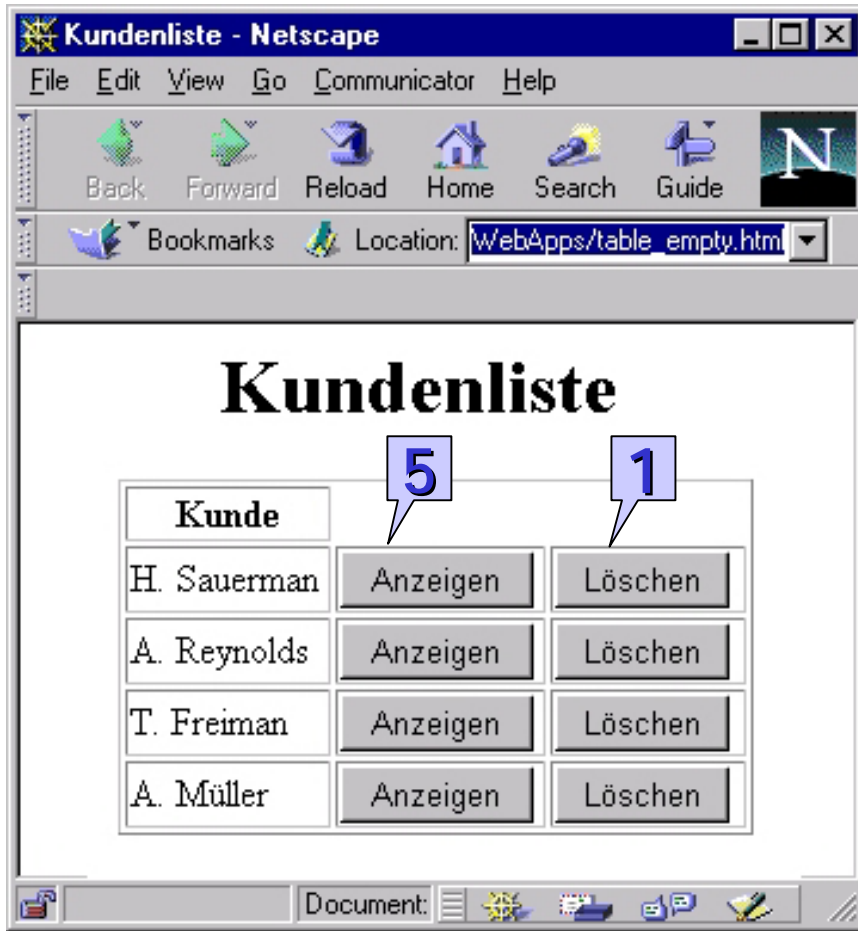 Kundenliste - Netscape
File Edit View Go Communicator Help
N
Back Forward Reload Home Search Guide
Bookmarks Location: WebApps/table_empty.html
Kundenliste
5 1
Kunde
H. Sauerman Anzeigen Löschen
A. Reynolds Anzeigen Löschen
T. Freiman Anzeigen Löschen
A. Müller Anzeigen Löschen
Document: